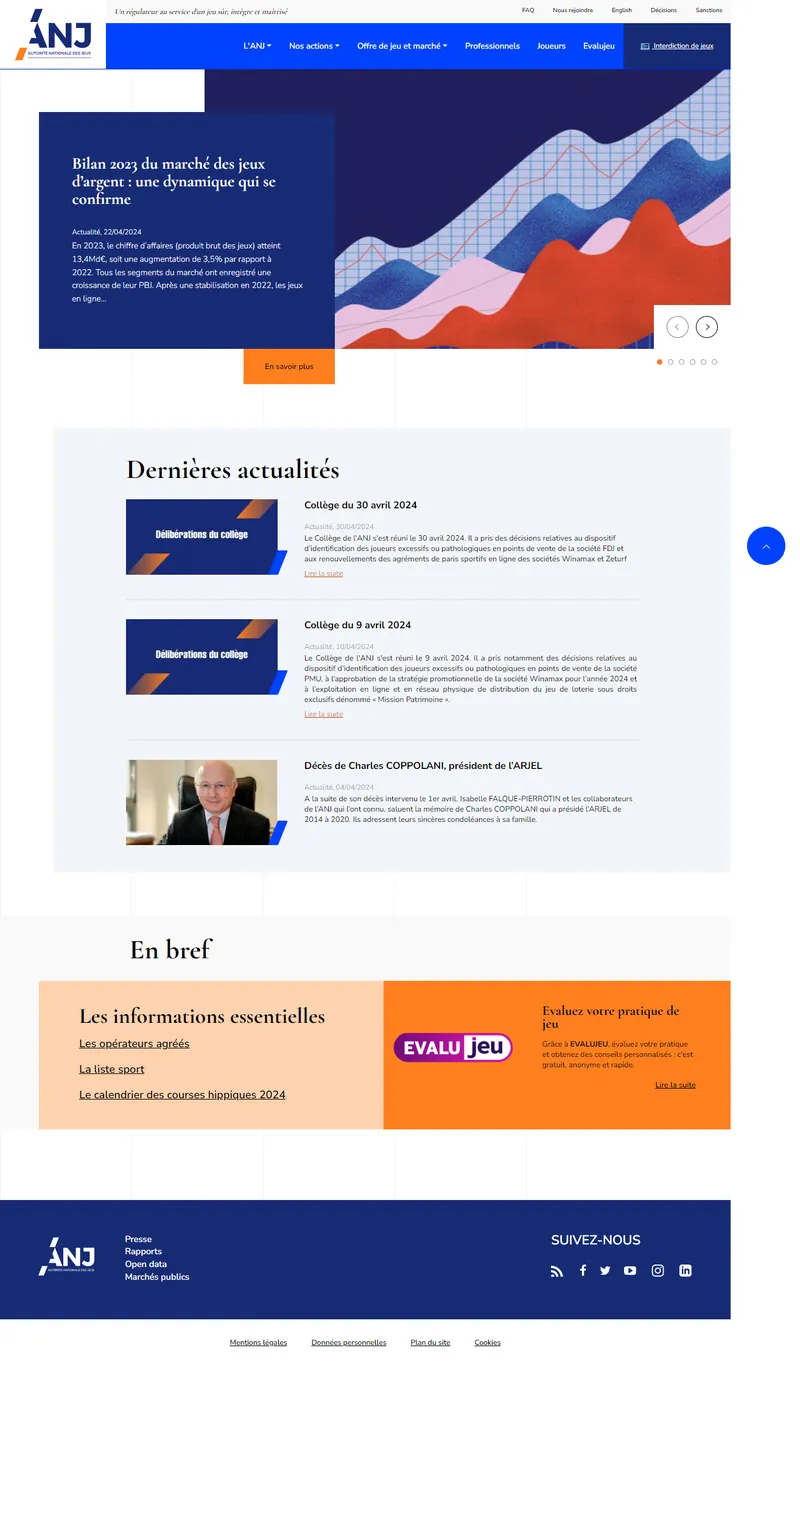 ANJ
AUTORITÉ NATIONALE DES JEUX
Un régulateur au service d'un jeu sûr, intègre et maîtrisé
FAQ Nous rejoindre English Décisions Sanctions
L'ANJ Nos actions Offre de jeu et marché Professionnels Joueurs Evalujeu Interdiction de jeux
Bilan 2023 du marché des jeux
d'argent : une dynamique qui se
confirme
Actualité, 22/04/2024
En 2023, le chiffre d'affaires (produit brut des jeux) atteint
13,4Md€, soit une augmentation de 3,5% par rapport à
2022. Tous les segments du marché ont enregistré une
croissance de leur PBJ. Après une stabilisation en 2022, les jeux
en ligne...
En savoir plus
Dernières actualités
Délibérations du collège
Collège du 30 avril 2024
Actualité, 30/04/2024
Le Collège de l'ANJ s'est réuni le 30 avril 2024. Il a pris des décisions relatives au dispositif
d'identification des joueurs excessifs ou pathologiques en points de vente de la société FDJ et
aux renouvellements des agréments de paris sportifs en ligne des sociétés Winamax et Zeturf
Lire la suite
Délibérations du collège
Collège du 9 avril 2024
Actualité, 10/04/2024
Le Collège de l'ANJ s'est réuni le 9 avril 2024. Il a pris notamment des décisions relatives au
dispositif d'identification des joueurs excessifs ou pathologiques en points de vente de la société
PMU, à l'approbation de la stratégie promotionnelle de la société Winamax pour l'année 2024 et
à l'exploitation en ligne et en réseau physique de distribution du jeu de loterie sous droits
exclusifs dénommé « Mission Patrimoine ».
Lire la suite
Décès de Charles COPPOLANI, président de l'ARJEL
Actualité, 04/04/2024
A la suite de son décès intervenu le 1er avril, Isabelle FALQUE-PIERROTIN et les collaborateurs
de l'ANJ qui l'ont connu, saluent la mémoire de Charles COPPOLANI qui a présidé l'ARJEL de
2014 à 2020. Ils adressent leurs sincères condoléances à sa famille.
En bref
Les informations essentielles
Les opérateurs agréés
La liste sport
Le calendrier des courses hippiques 2024
EVALU jeu
Evaluez votre pratique de
jeu
Grâce à EVALUJEU, évaluez votre pratique
et obtenez des conseils personnalisés : c'est
gratuit, anonyme et rapide.
Lire la suite
ANJ
AUTORITÉ NATIONALE DES JEUX
Presse
Rapports
Open data
Marchés publics
SUIVEZ-NOUS
Mentions légales Données personnelles Plan du site Cookies